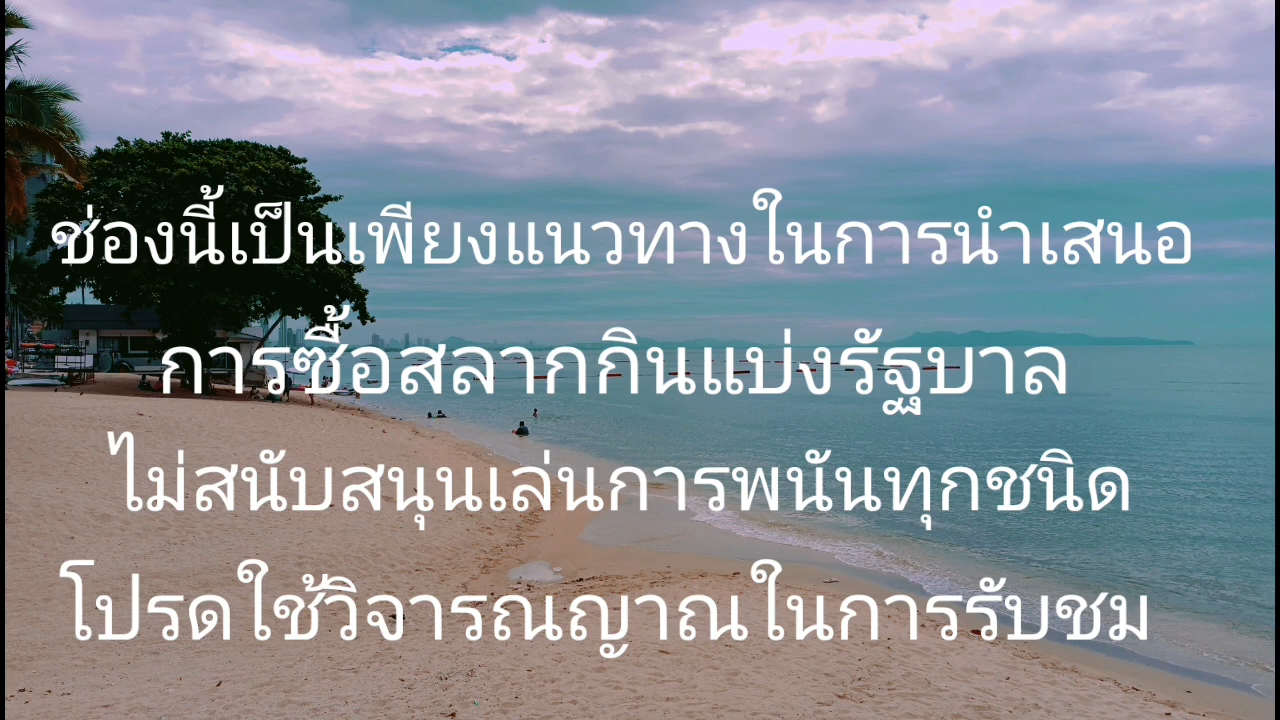 ช่องนี้เป็นเพียงแนวทางในการนำเสนอ
การซื้อสลากกินแบ่งรัฐบาล
ไม่สนับสนุนเล่นการพนันทุกชนิด
โปรดใช้วิจารณญาณในการรับชม